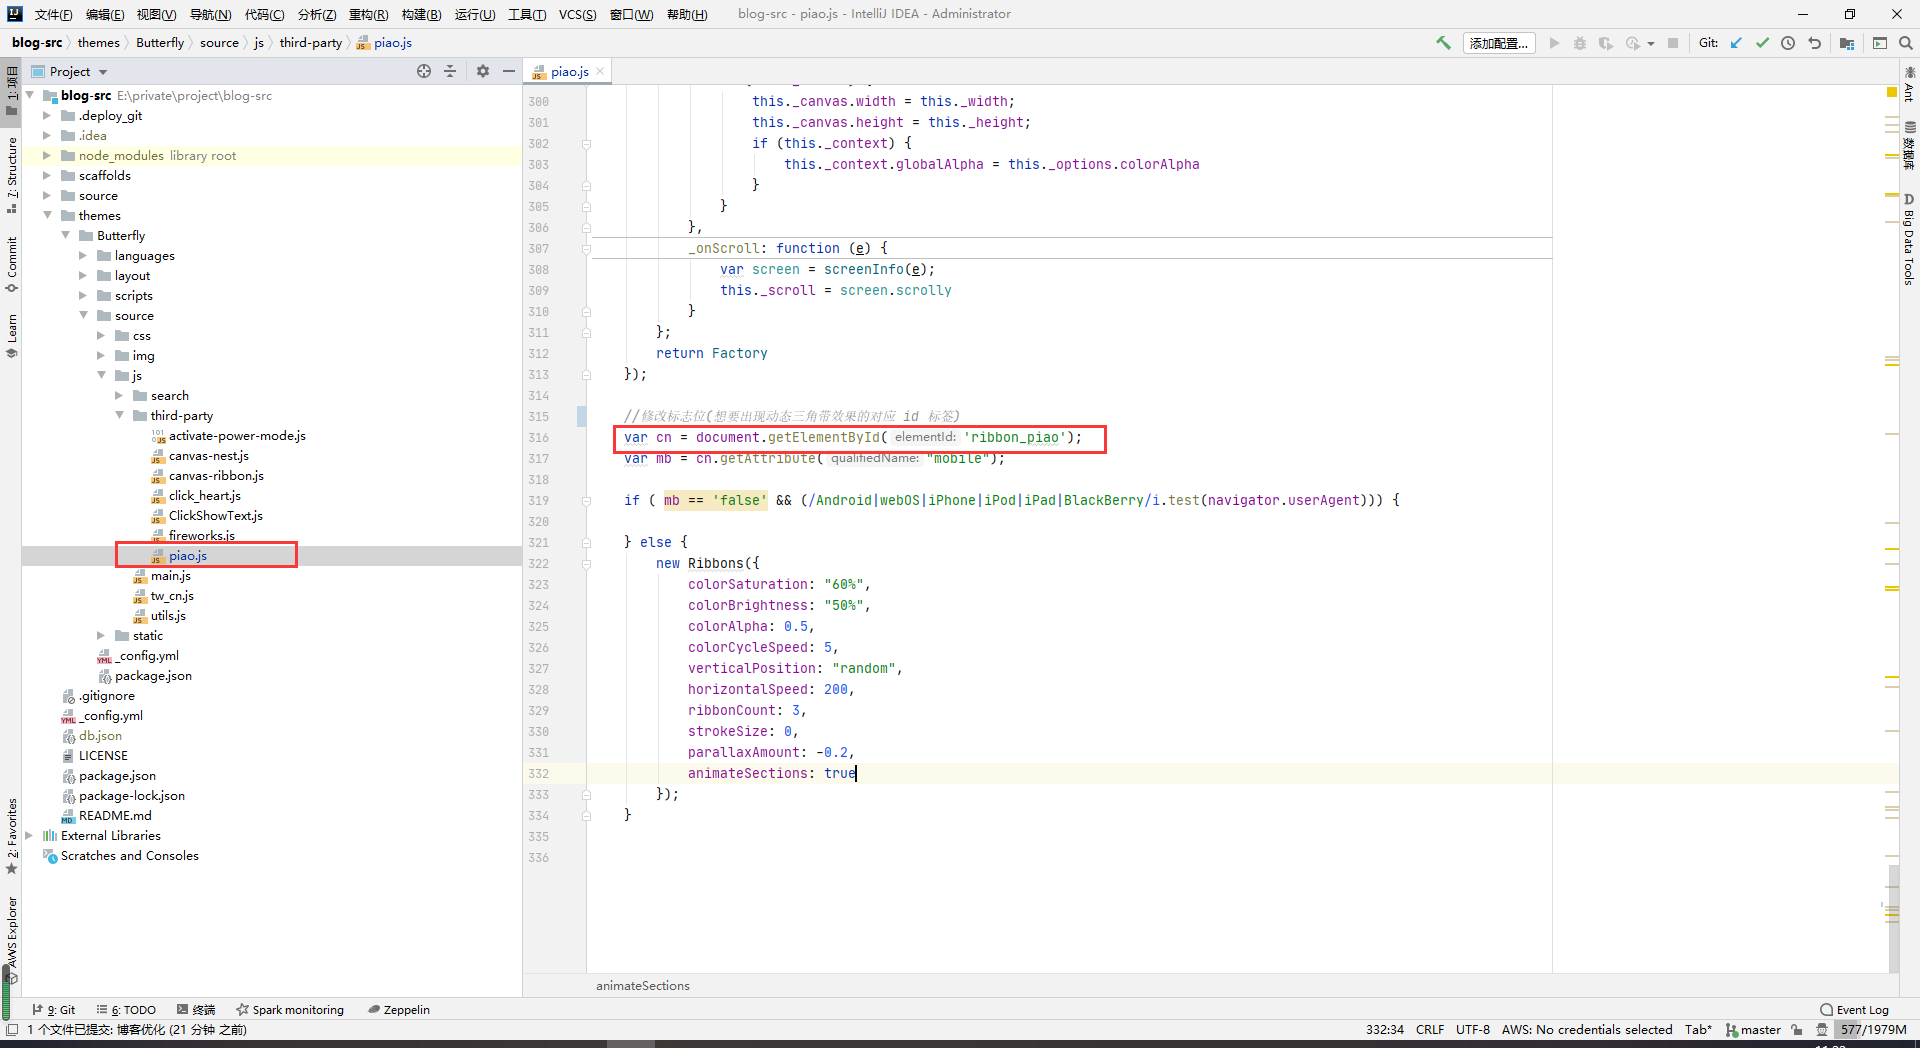 文件(F) 编辑(E) 视图(V) 导航(N) 代码(C) 分析(Z) 重构(R) 构建(B) 运行(U) 工具(T) VCS(S) 窗口(W) 帮助(H) blog-src - piao.js - IntelliJ IDEA - Administrator
blog-src themes Butterfly source js third-party piao.js 添加配置... Git:
Project
piao.js
1: 项目
7: Structure
Commit
Learn
2: Favorites
AWS Explorer
blog-src E:\private\project\blog-src
.deploy_git
.idea
node_modules library root
scaffolds
source
themes
Butterfly
languages
layout
scripts
source
css
img
js
search
third-party
activate-power-mode.js
canvas-nest.js
canvas-ribbon.js
click_heart.js
ClickShowText.js
fireworks.js
piao.js
main.js
tw_cn.js
utils.js
static
_config.yml
package.json
.gitignore
_config.yml
db.json
LICENSE
package.json
package-lock.json
README.md
External Libraries
Scratches and Consoles
300 this._canvas.width = this._width;
301 this._canvas.height = this._height;
302 if (this._context) {
303 this._context.globalAlpha = this._options.colorAlpha
304 }
305 }
306 },
307 _onScroll: function (e) {
308 var screen = screenInfo(e);
309 this._scroll = screen.scrolly
310 }
311 };
312 return Factory
313 });
314
315 //修改标志位(想要出现动态三角带效果的对应 id 标签)
316 var cn = document.getElementById( elementId: 'ribbon_piao');
317 var mb = cn.getAttribute( qualifiedName: "mobile");
318
319 if ( mb == 'false' && (/Android|webOS|iPhone|iPod|iPad|BlackBerry/i.test(navigator.userAgent))) {
320
321 } else {
322 new Ribbons({
323 colorSaturation: "60%",
324 colorBrightness: "50%",
325 colorAlpha: 0.5,
326 colorCycleSpeed: 5,
327 verticalPosition: "random",
328 horizontalSpeed: 200,
329 ribbonCount: 3,
330 strokeSize: 0,
331 parallaxAmount: -0.2,
332 animateSections: true
333 });
334 }
335
336
animateSections
Ant
数据库
Big Data Tools
9: Git 6: TODO 终端 Spark monitoring Zeppelin Event Log
1 个文件已提交: 博客优化 (21 分钟 之前) 332:34 CRLF UTF-8 AWS: No credentials selected Tab* master 577/1979M